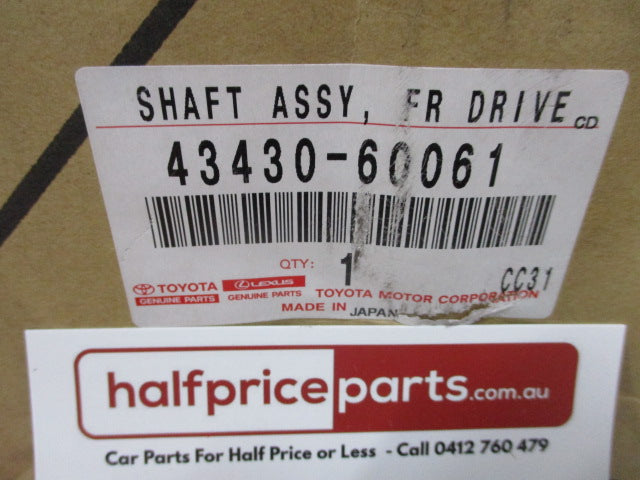 SHAFT ASSY, FR DRIVE CD
43430-60061
QTY: 1
CC31
TOYOTA LEXUS
GENUINE PARTS GENUINE PARTS TOYOTA MOTOR CORPORATION
MADE IN JAPAN
halfpriceparts.com.au
Car Parts For Half Price or Less - Call 0412 760 479